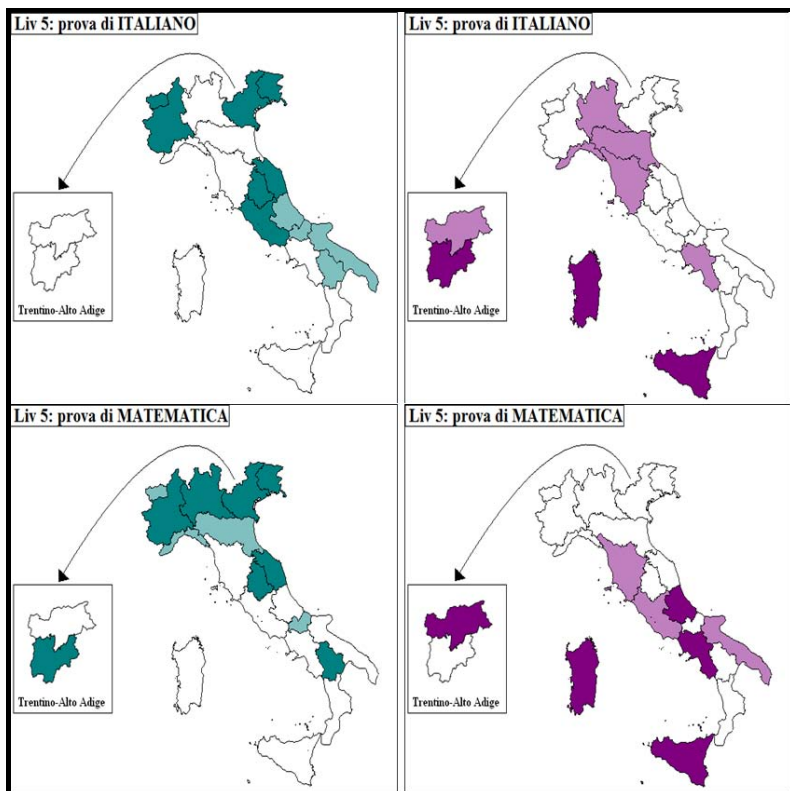 Liv 5: prova di ITALIANO
Liv 5: prova di ITALIANO
Trentino-Alto Adige
Trentino-Alto Adige
Liv 5: prova di MATEMATICA
Liv 5: prova di MATEMATICA
Trentino-Alto Adige
Trentino-Alto Adige